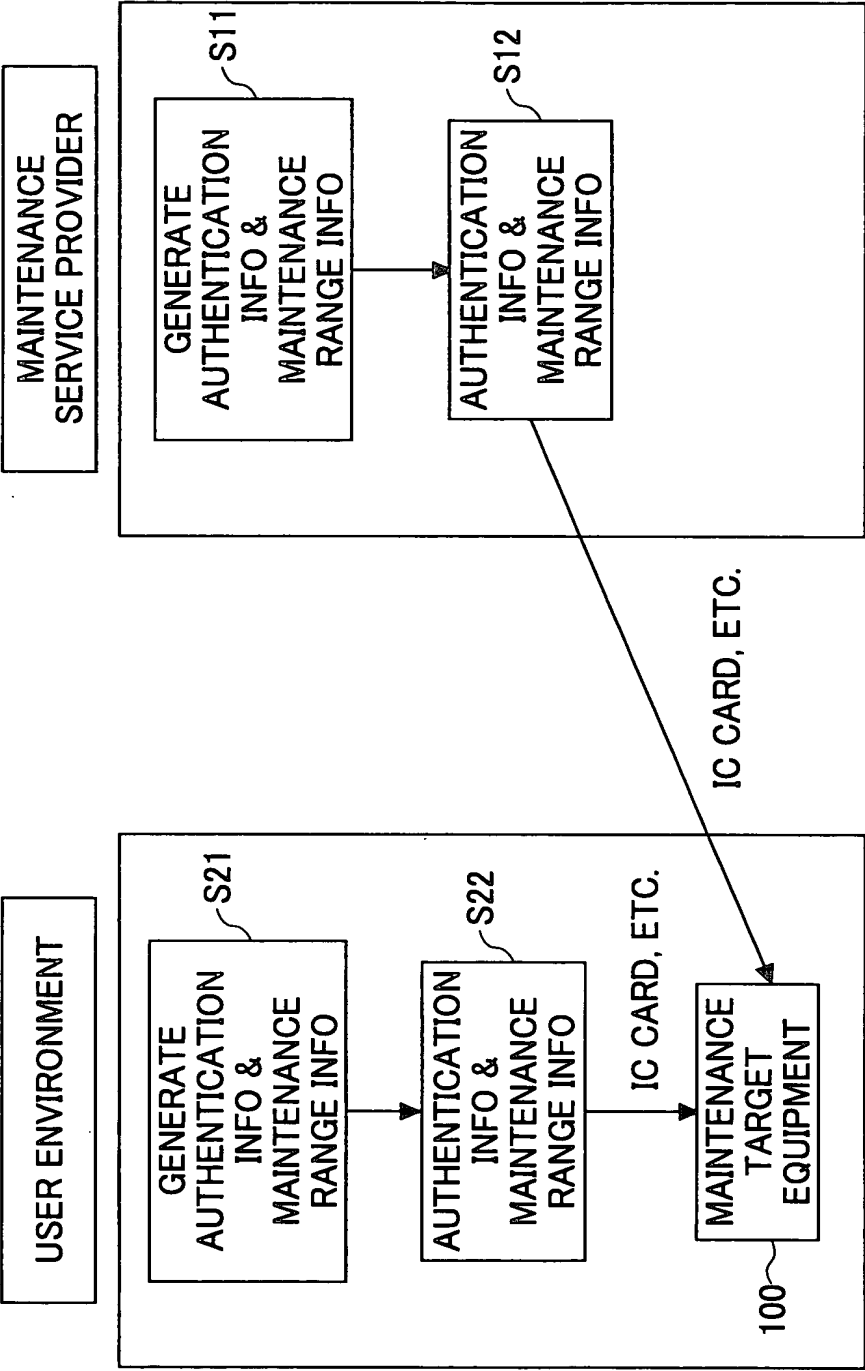 USER ENVIRONMENT
GENERATE
AUTHENTICATION
INFO &
MAINTENANCE
RANGE INFO
S21
AUTHENTICATION
INFO &
MAINTENANCE
RANGE INFO
S22
IC CARD, ETC.
MAINTENANCE
TARGET
EQUIPMENT
100
IC CARD, ETC.
MAINTENANCE
SERVICE PROVIDER
GENERATE
AUTHENTICATION
INFO &
MAINTENANCE
RANGE INFO
S11
AUTHENTICATION
INFO &
MAINTENANCE
RANGE INFO
S12